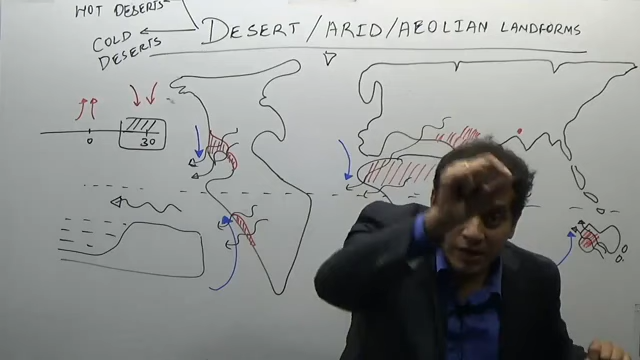 HOT DESERTS
COLD DESERTS
DESERT/ARID/AEOLIAN LANDFORMS
0
30